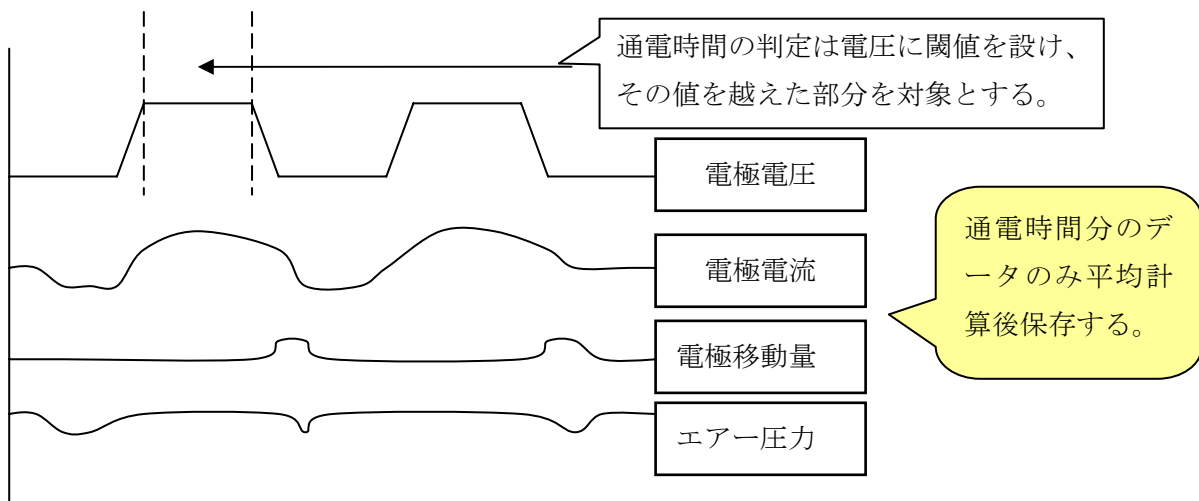 通電時間の判定は電圧に閾値を設け、
その値を越えた部分を対象とする。
電極電圧
電極電流
電極移動量
エアー圧力
通電時間分のデ
ータのみ平均計
算後保存する。